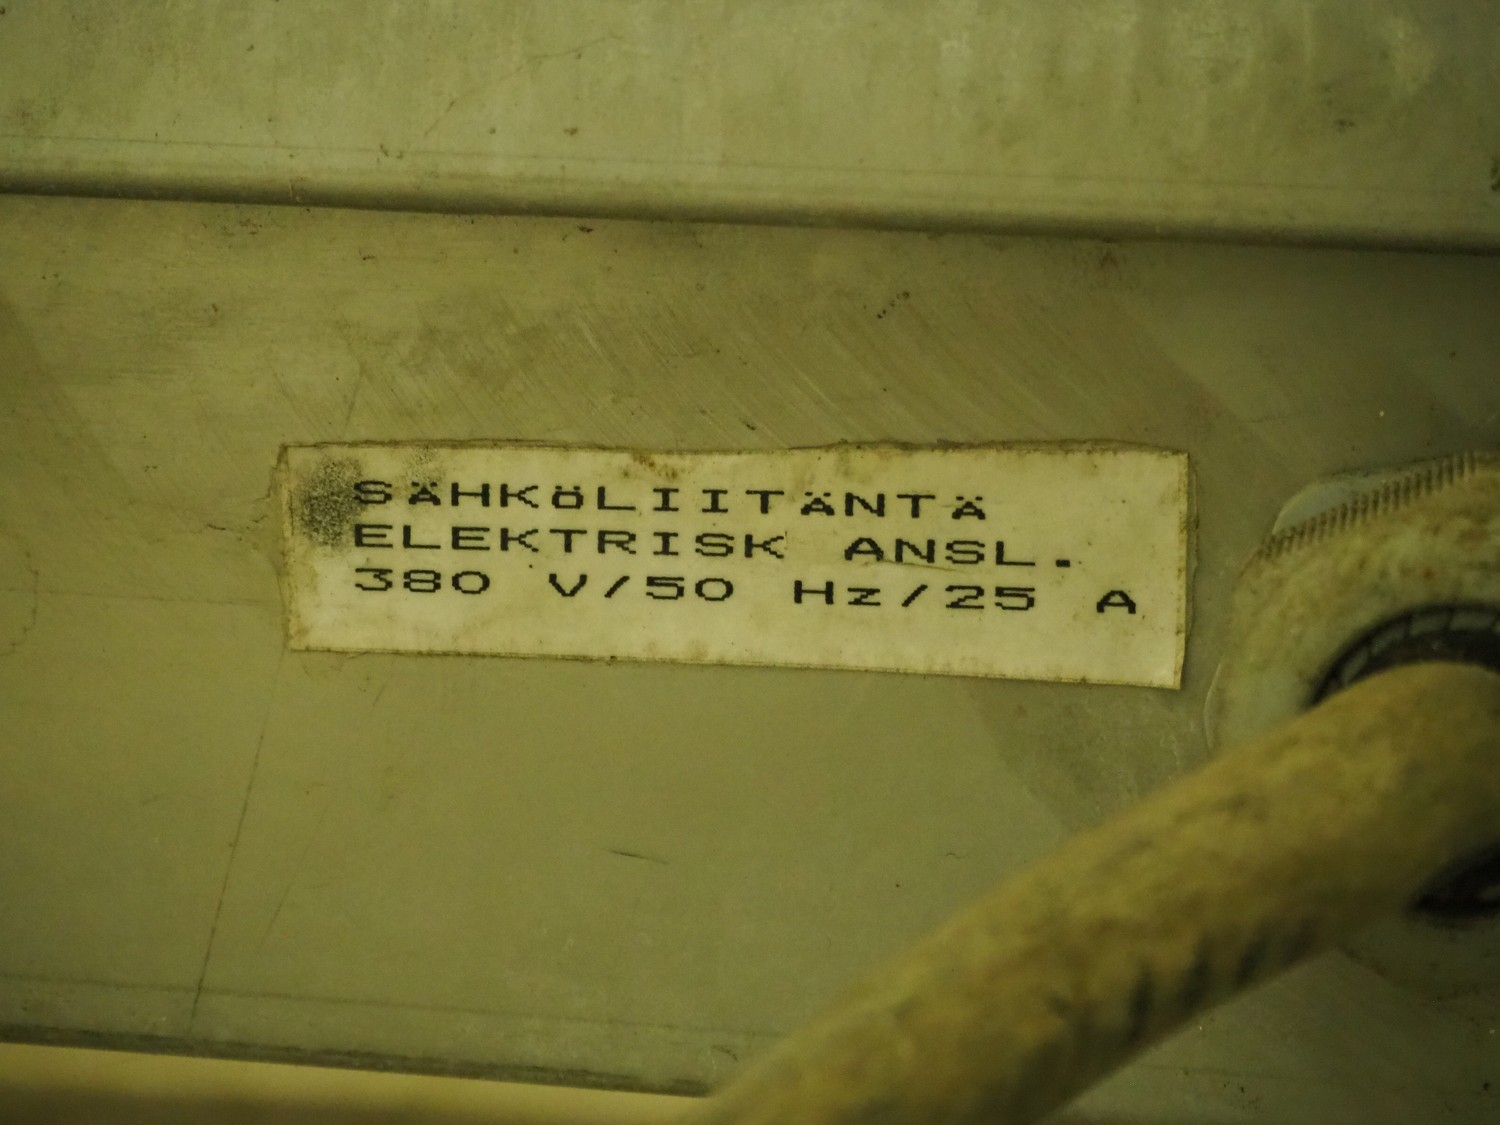 SÄHKÖLIITÄNTÄ
ELEKTRISK ANSL.
380 V/50 Hz/25 A